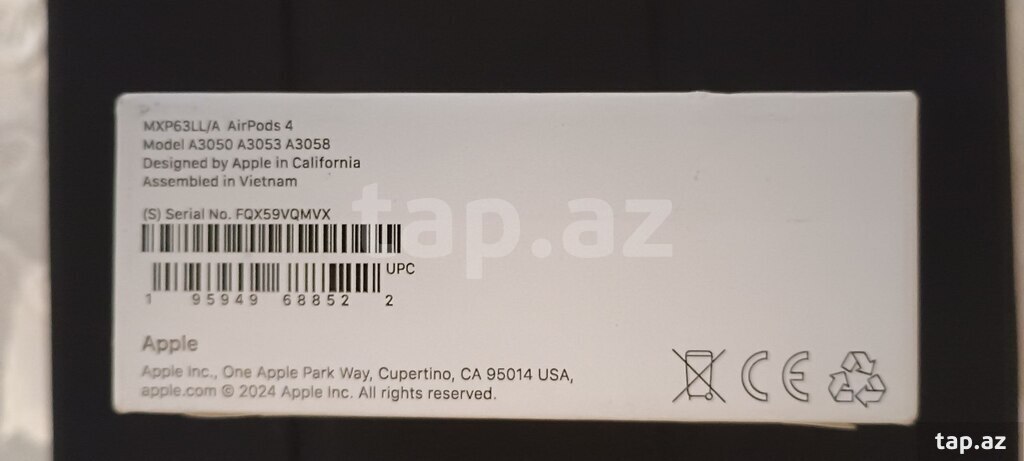 MXP63LL/A AirPods 4
Model A3050 A3053 A3058
Designed by Apple in California
Assembled in Vietnam
(S) Serial No. FQX59VQMVX
UPC
1 95949 68852 2
Apple
Apple Inc., One Apple Park Way, Cupertino, CA 95014 USA,
apple.com © 2024 Apple Inc. All rights reserved.
CE
tap.az
tap.az